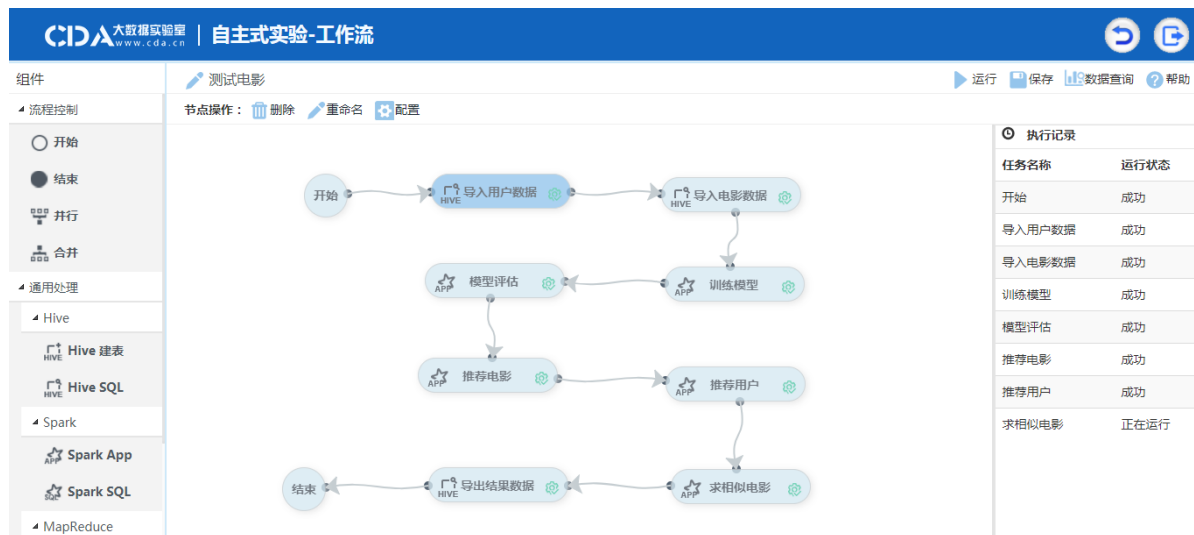 CDA 大数据实验室 www.cda.cn | 自主式实验-工作流
组件
测试电影
运行 保存 数据查询 帮助
流程控制
节点操作： 删除 重命名 配置
开始
结束
并行
合并
通用处理
Hive
HIVE Hive 建表
HIVE Hive SQL
Spark
APP Spark App
SQL Spark SQL
MapReduce
开始
HIVE 导入用户数据
HIVE 导入电影数据
APP 模型评估
APP 训练模型
APP 推荐电影
APP 推荐用户
结束
HIVE 导出结果数据
APP 求相似电影
执行记录
任务名称 运行状态
开始 成功
导入用户数据 成功
导入电影数据 成功
训练模型 成功
模型评估 成功
推荐电影 成功
推荐用户 成功
求相似电影 正在运行